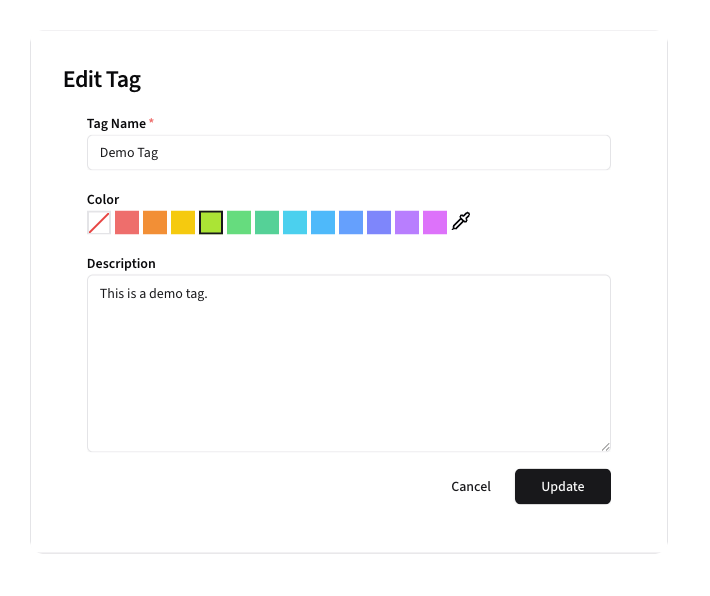 Edit Tag
Tag Name *
Demo Tag
Color
Description
This is a demo tag.
Cancel
Update